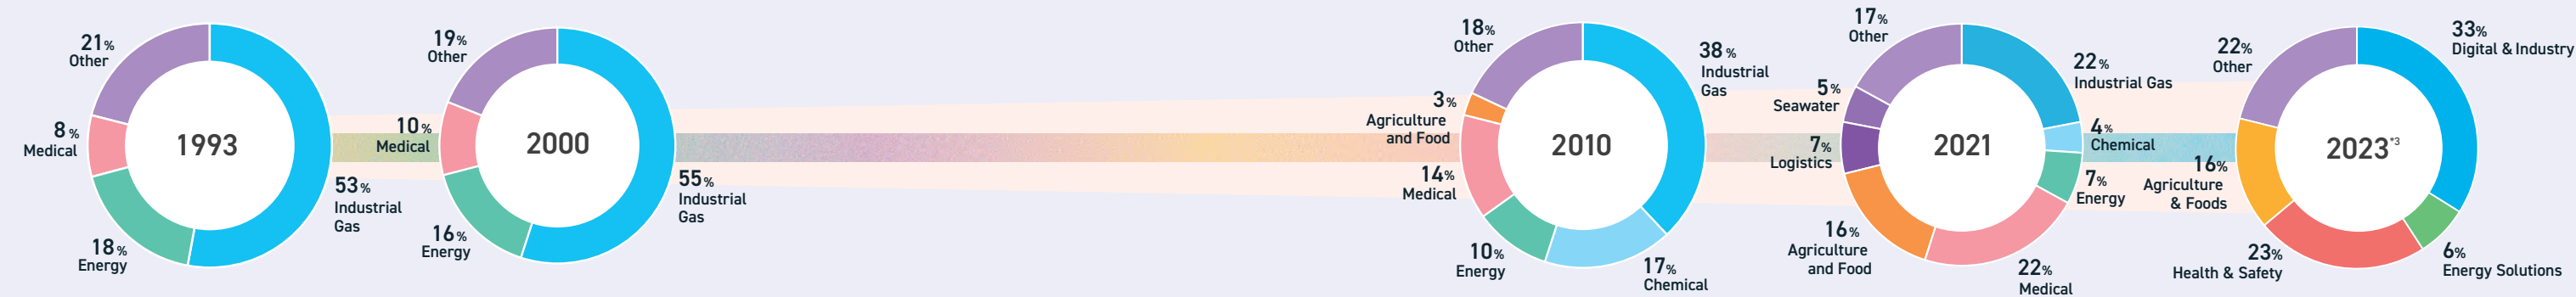 21%
Other
8%
Medical
18%
Energy
53%
Industrial
Gas
1993
19%
Other
10%
Medical
16%
Energy
55%
Industrial
Gas
2000
18%
Other
3%
Agriculture
and Food
14%
Medical
10%
Energy
17%
Chemical
38%
Industrial
Gas
2010
17%
Other
5%
Seawater
7%
Logistics
16%
Agriculture
and Food
22%
Medical
7%
Energy
4%
Chemical
22%
Industrial Gas
2021
22%
Other
16%
Agriculture
& Foods
23%
Health & Safety
6%
Energy Solutions
33%
Digital & Industry
2023*3